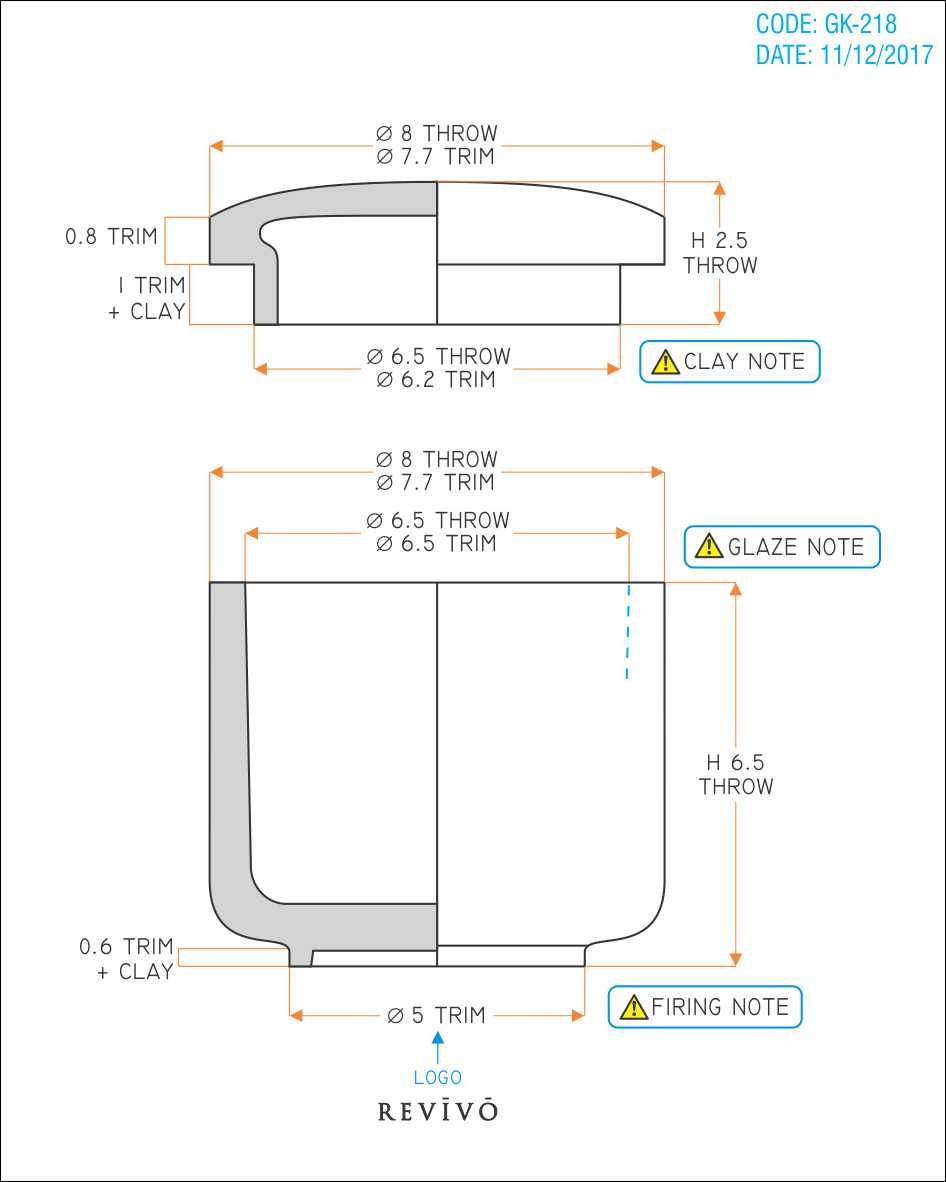 CODE: GK-218
DATE: 11/12/2017
Ø 8 THROW
Ø 7.7 TRIM
0.8 TRIM
H 2.5
THROW
1 TRIM
+ CLAY
Ø 6.5 THROW
Ø 6.2 TRIM
CLAY NOTE
Ø 8 THROW
Ø 7.7 TRIM
Ø 6.5 THROW
Ø 6.5 TRIM
GLAZE NOTE
H 6.5
THROW
0.6 TRIM
+ CLAY
Ø 5 TRIM
FIRING NOTE
LOGO
REVĪVŌ